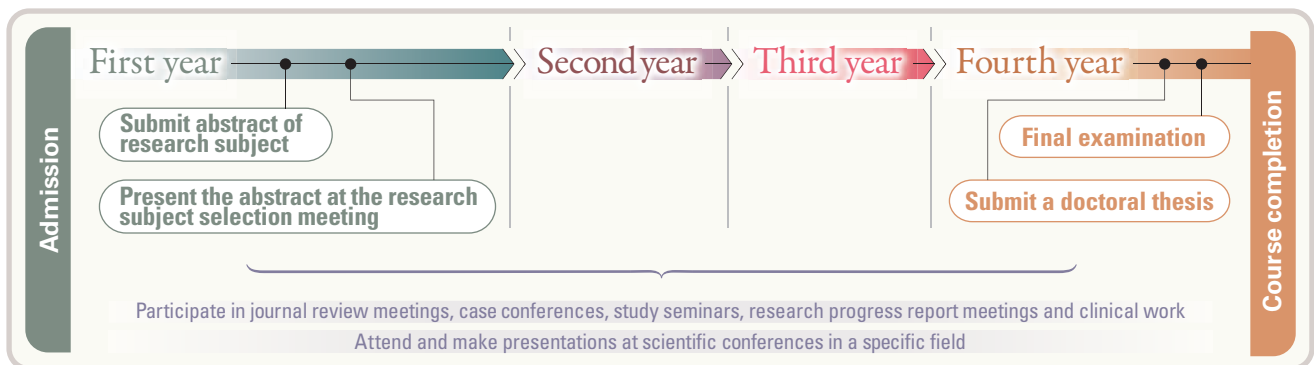 Admission
First year
Second year
Third year
Fourth year
Submit abstract of
research subject
Present the abstract at the research
subject selection meeting
Final examination
Submit a doctoral thesis
Course completion
Participate in journal review meetings, case conferences, study seminars, research progress report meetings and clinical work
Attend and make presentations at scientific conferences in a specific field